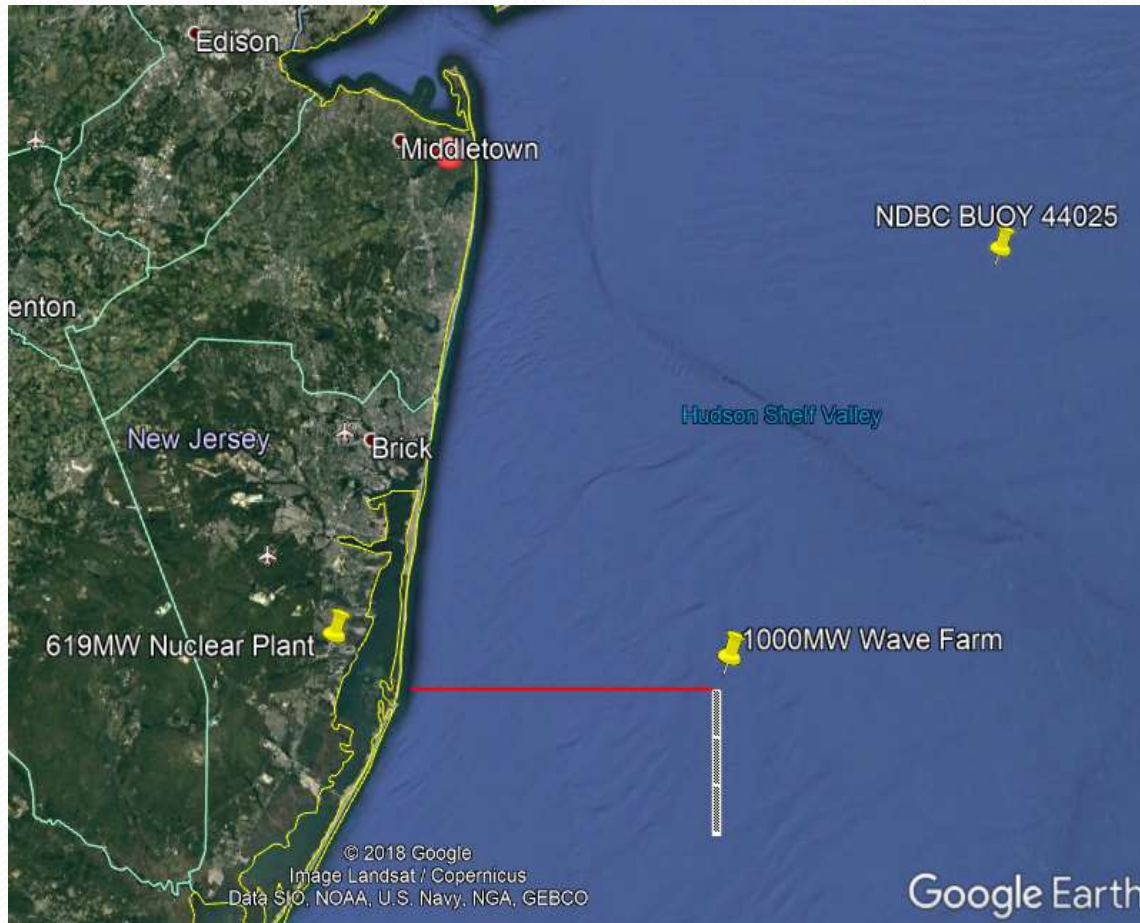 Edison
Middletown
NDBC BUOY 44025
enton
Hudson Shelf Valley
New Jersey
Brick
619MW Nuclear Plant
1000MW Wave Farm
© 2018 Google
Image Landsat / Copernicus
Data SIO, NOAA, U.S. Navy, NGA, GEBCO
Google Earth